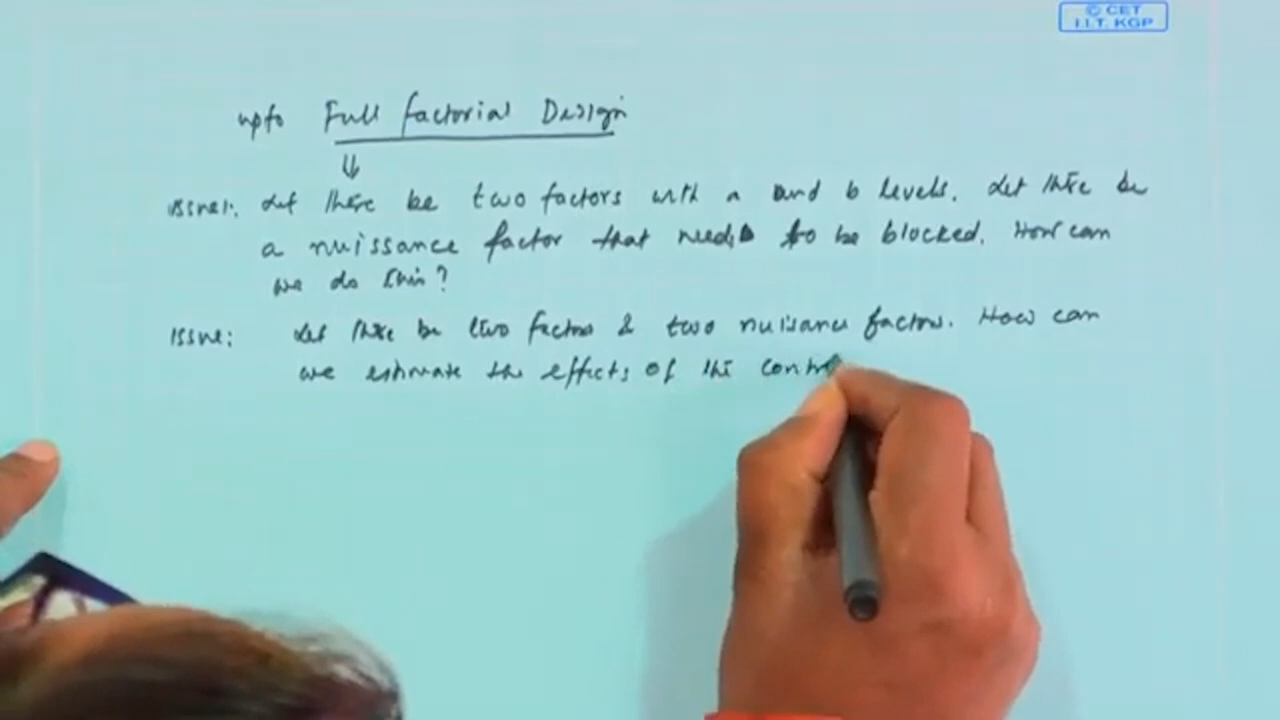 © CET
I.I.T. KGP
upto Full factorial Design
Issue1: Let there be two factors with a and b levels. Let there be
a nuissance factor that needs to be blocked. How can
we do this?
Issue: Let there be two factors & two nuisance factors. How can
we estimate the effects of the contr